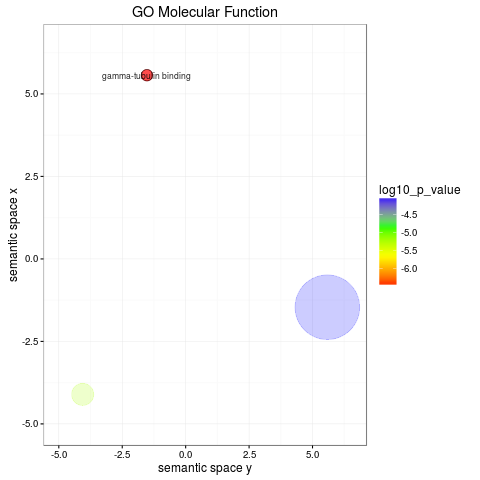 GO Molecular Function
gamma-tubulin binding
semantic space x
5.0
2.5
0.0
-2.5
-5.0
-5.0 -2.5 0.0 2.5 5.0
semantic space y
log10_p_value
-4.5
-5.0
-5.5
-6.0